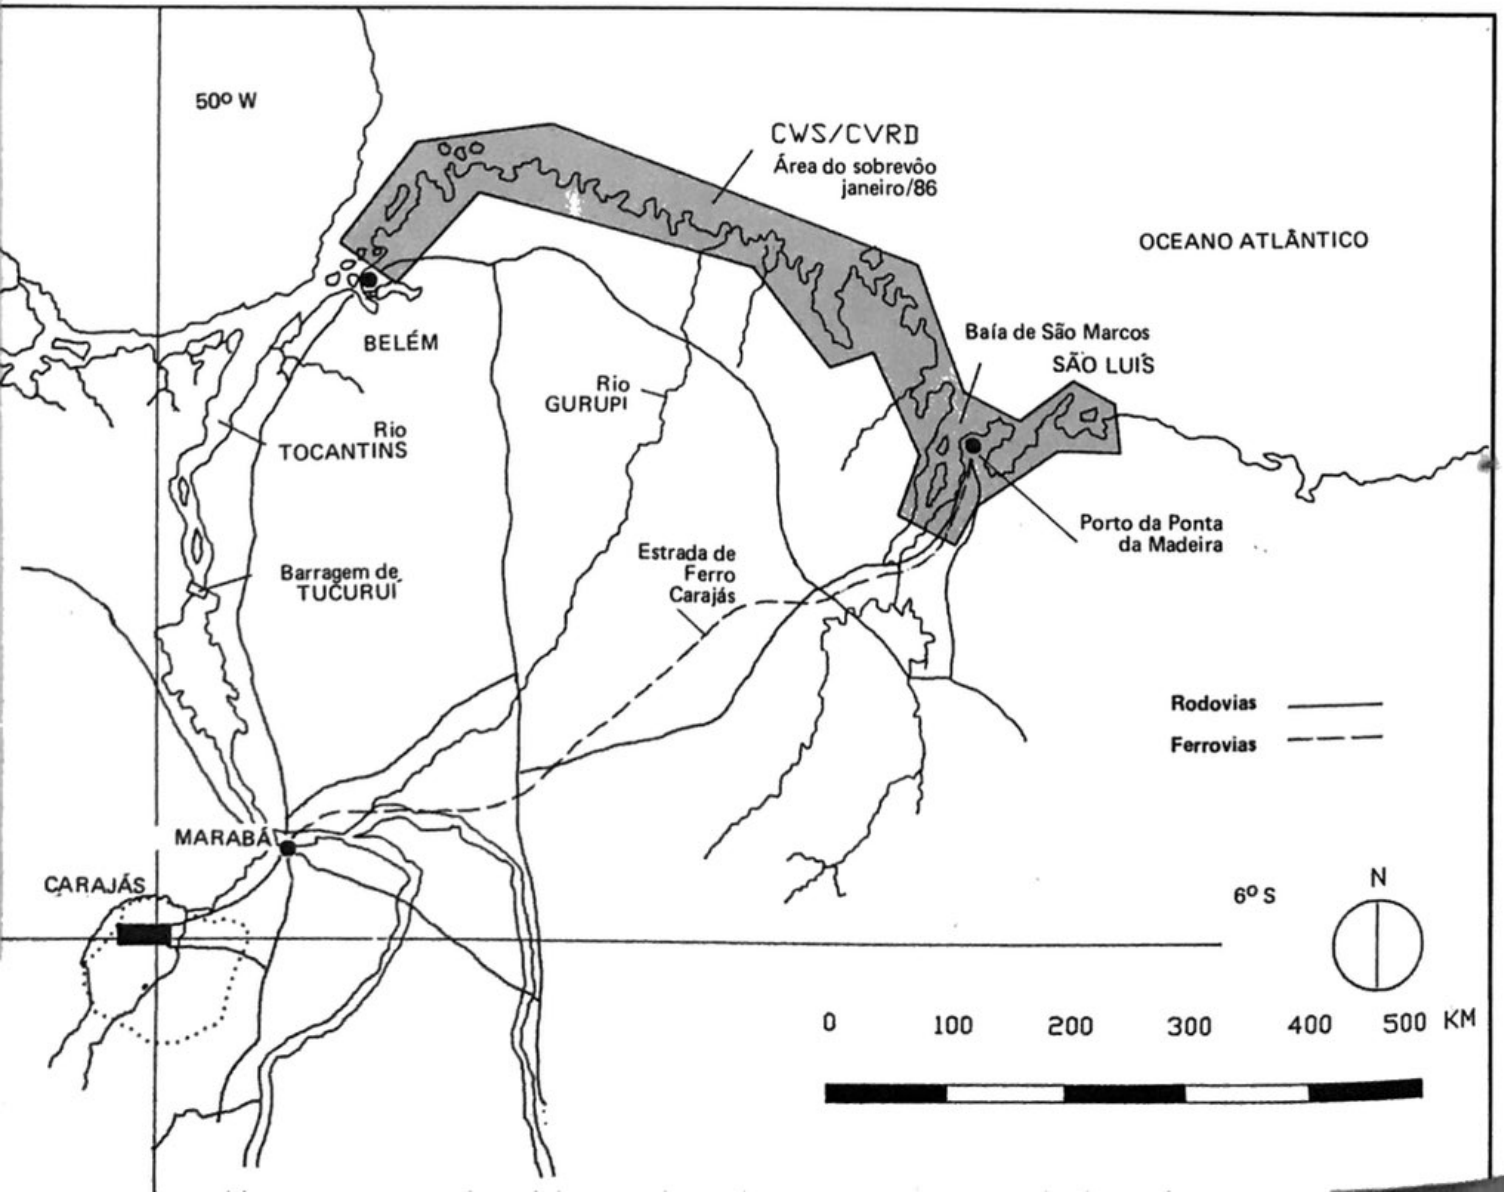 50º W
CWS/CVRD
Área do sobrevôo
janeiro/86
OCEANO ATLÂNTICO
Baía de São Marcos
SÃO LUIS
BELÉM
Rio
GURUPI
Rio
TOCANTINS
Porto da Ponta
da Madeira
Estrada de
Ferro
Carajás
Barragem de
TUCURUÍ
Rodovias
Ferrovias
MARABÁ
CARAJÁS
6º S
N
0 100 200 300 400 500 KM